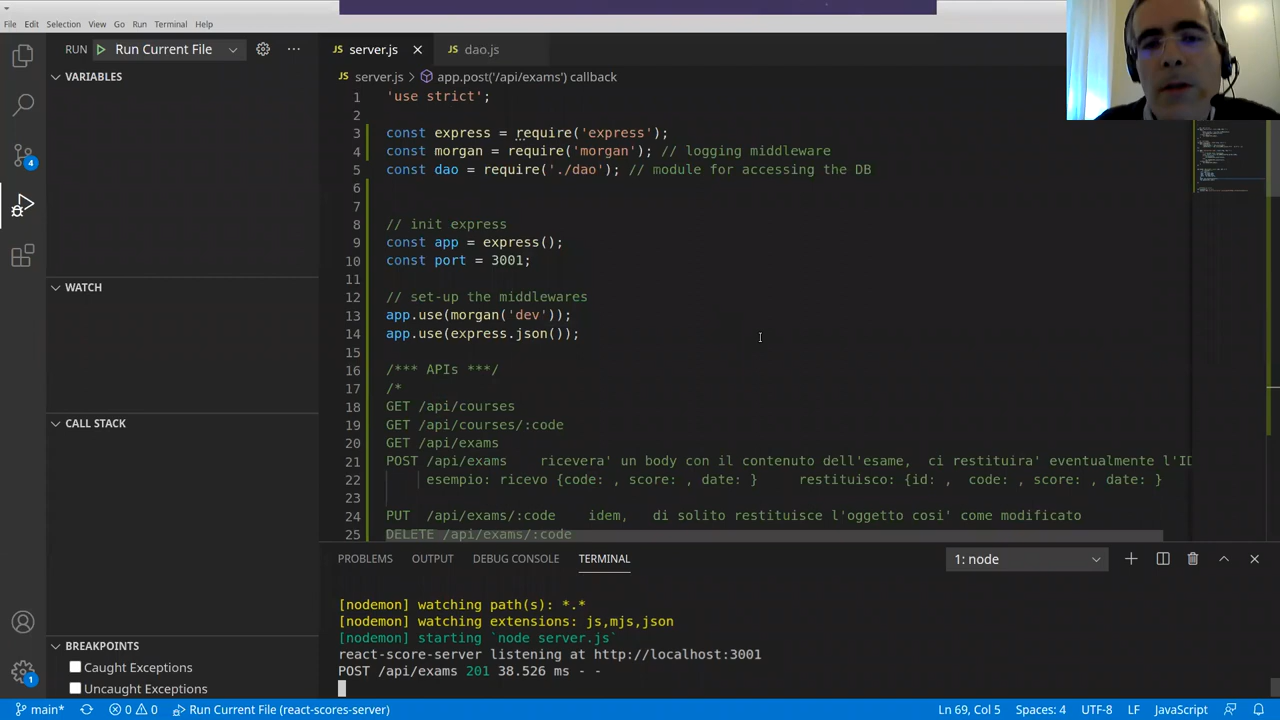 File Edit Selection View Go Run Terminal Help
RUN Run Current File
server.js dao.js
VARIABLES
server.js > app.post('/api/exams') callback
1 'use strict';
2
3 const express = require('express');
4 const morgan = require('morgan'); // logging middleware
5 const dao = require('./dao'); // module for accessing the DB
6
7
8 // init express
9 const app = express();
10 const port = 3001;
11
12 // set-up the middlewares
13 app.use(morgan('dev'));
14 app.use(express.json());
15
16 /*** APIs ***/
17 /*
18 GET /api/courses
19 GET /api/courses/:code
20 GET /api/exams
21 POST /api/exams ricevera' un body con il contenuto dell'esame, ci restituira' eventualmente l'ID
22 esempio: ricevo {code: , score: , date: } restituisco: {id: , code: , score: , date: }
23
24 PUT /api/exams/:code idem, di solito restituisce l'oggetto cosi' come modificato
25 DELETE /api/exams/:code
WATCH
CALL STACK
BREAKPOINTS
Caught Exceptions
Uncaught Exceptions
4
1
PROBLEMS OUTPUT DEBUG CONSOLE TERMINAL 1: node
[nodemon] watching path(s): *.*
[nodemon] watching extensions: js,mjs,json
[nodemon] starting `node server.js`
react-score-server listening at http://localhost:3001
POST /api/exams 201 38.526 ms - -
main* 0 0 Run Current File (react-scores-server) Ln 69, Col 5 Spaces: 4 UTF-8 LF JavaScript